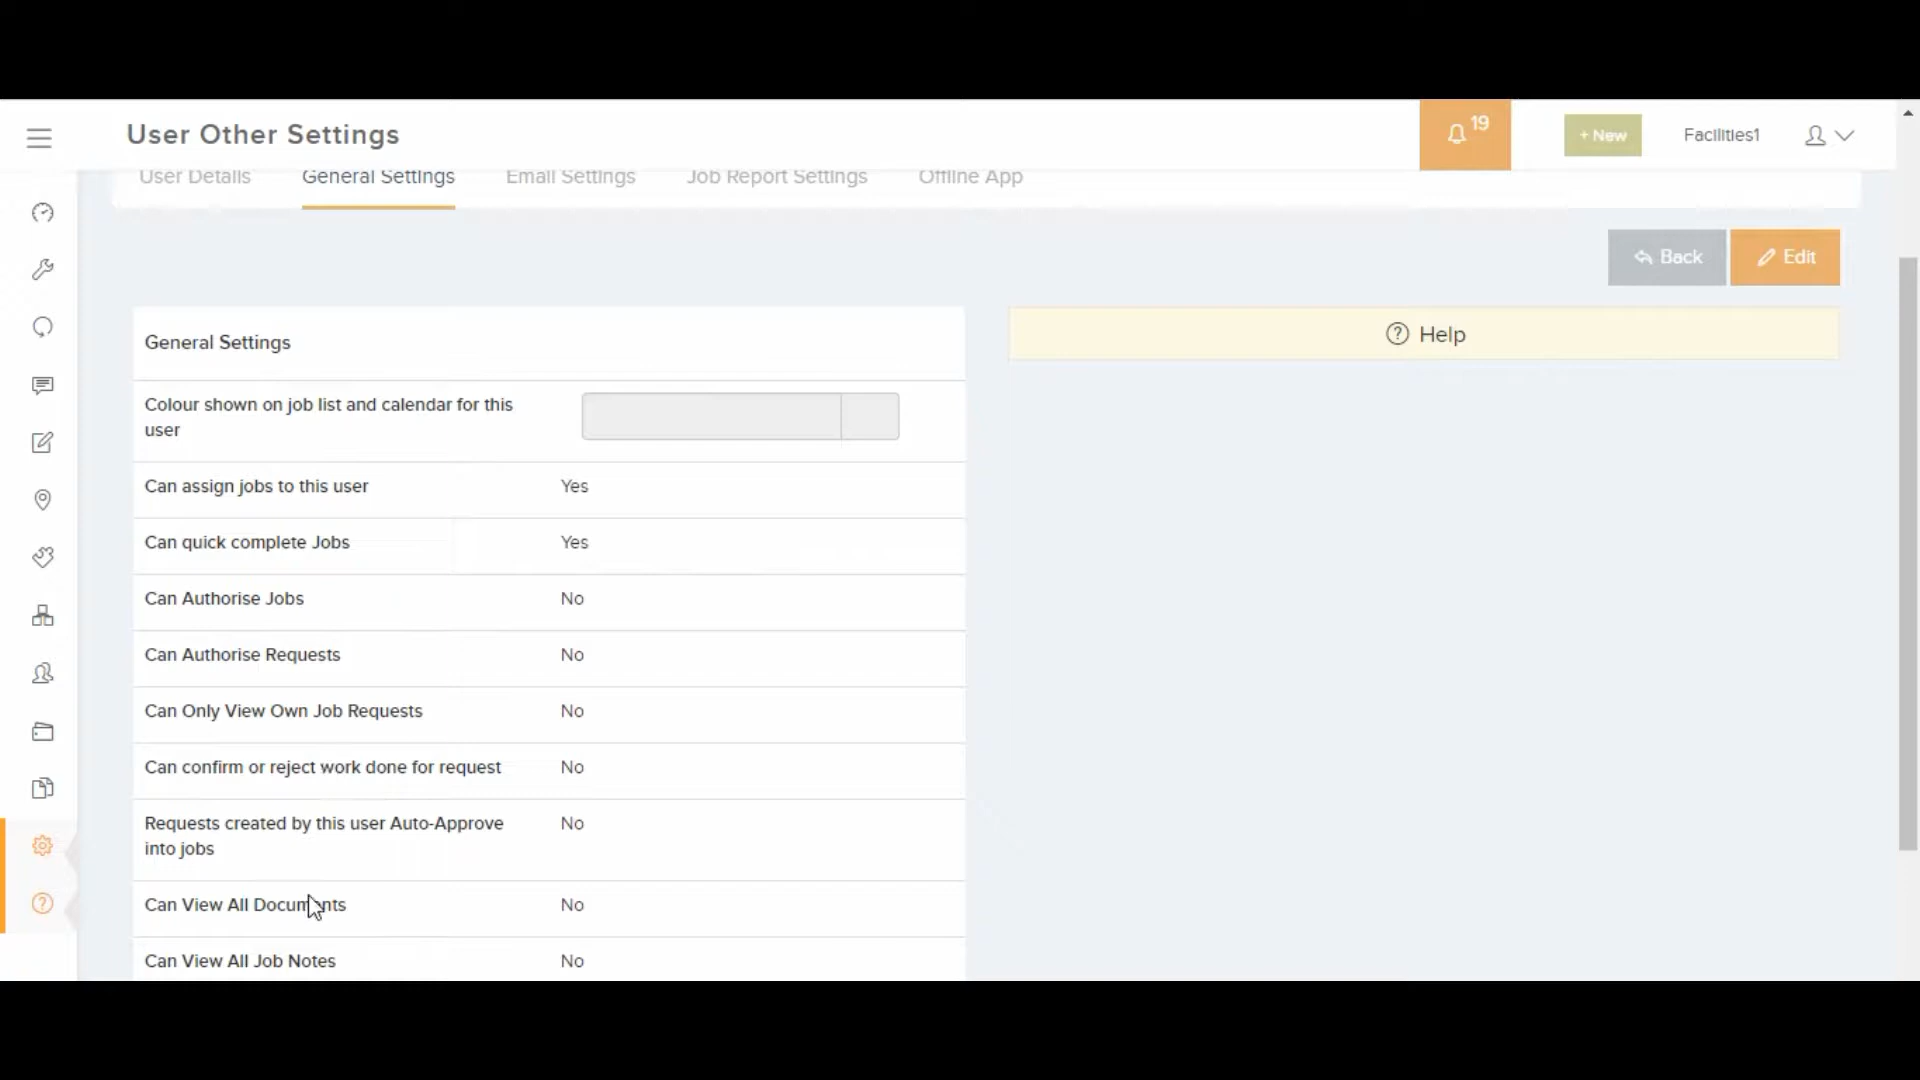 User Other Settings
19
+ New
Facilities1
User Details
General Settings
Email Settings
Job Report Settings
Offline App
Back
Edit
General Settings
? Help
Colour shown on job list and calendar for this
user
Can assign jobs to this user
Yes
Can quick complete Jobs
Yes
Can Authorise Jobs
No
Can Authorise Requests
No
Can Only View Own Job Requests
No
Can confirm or reject work done for request
No
Requests created by this user Auto-Approve
into jobs
No
Can View All Documents
No
Can View All Job Notes
No